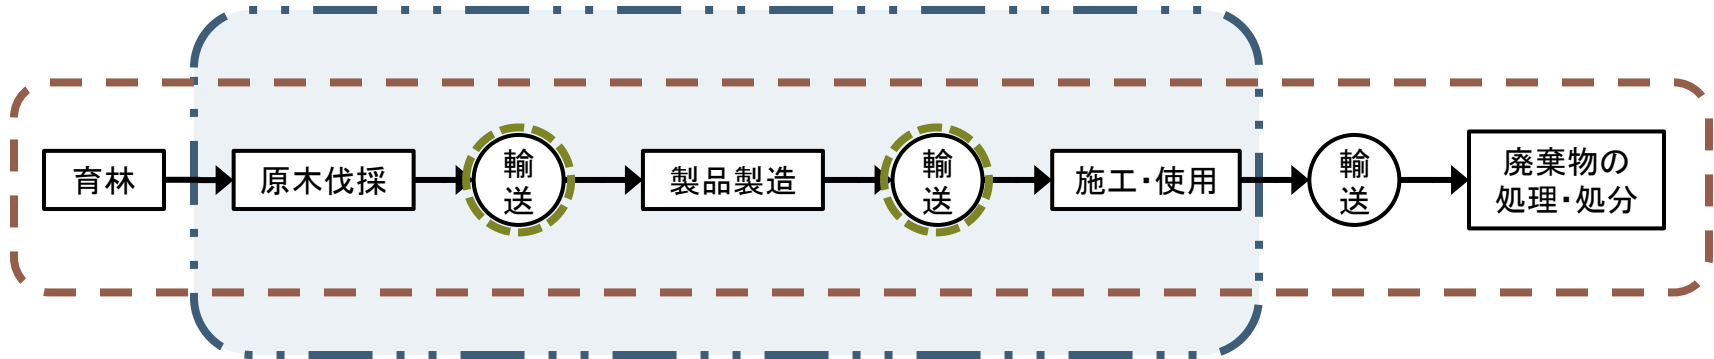 育林
原木伐採
輸
送
製品製造
輸
送
施工・使用
輸
送
廃棄物の
処理・処分